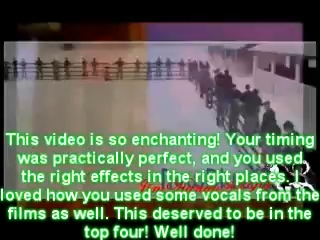 This video is so enchanting! Your timing
was practically perfect, and you used
the right effects in the right places. I
loved how you used some vocals from the
films as well. This deserved to be in the
top four! Well done!